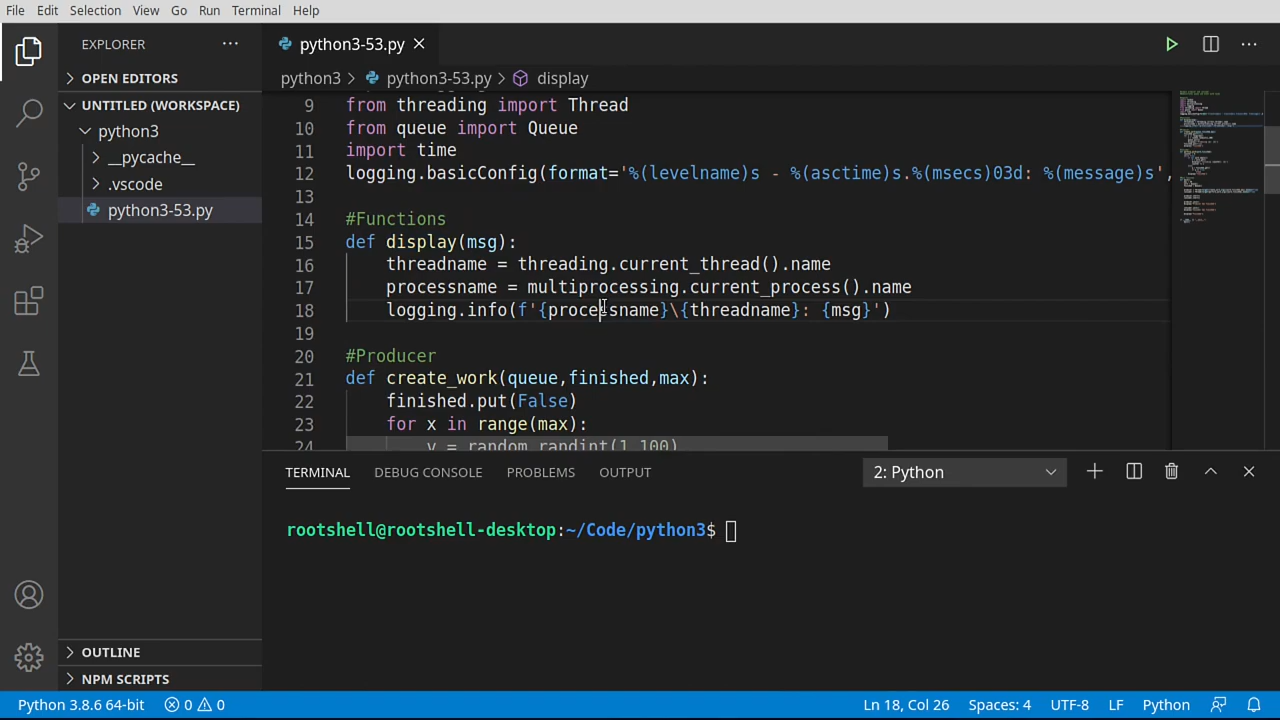 File Edit Selection View Go Run Terminal Help
EXPLORER
python3-53.py
OPEN EDITORS
python3 > python3-53.py > display
UNTITLED (WORKSPACE)
python3
__pycache__
.vscode
python3-53.py
9 from threading import Thread
10 from queue import Queue
11 import time
12 logging.basicConfig(format='%(levelname)s - %(asctime)s.%(msecs)03d: %(message)s',
13
14 #Functions
15 def display(msg):
16 threadname = threading.current_thread().name
17 processname = multiprocessing.current_process().name
18 logging.info(f'{processname}\{threadname}: {msg}')
19
20 #Producer
21 def create_work(queue,finished,max):
22 finished.put(False)
23 for x in range(max):
24 v = random.randint(1,100)
TERMINAL DEBUG CONSOLE PROBLEMS OUTPUT 2: Python
rootshell@rootshell-desktop:~/Code/python3$
OUTLINE
NPM SCRIPTS
Python 3.8.6 64-bit 0 0 Ln 18, Col 26 Spaces: 4 UTF-8 LF Python